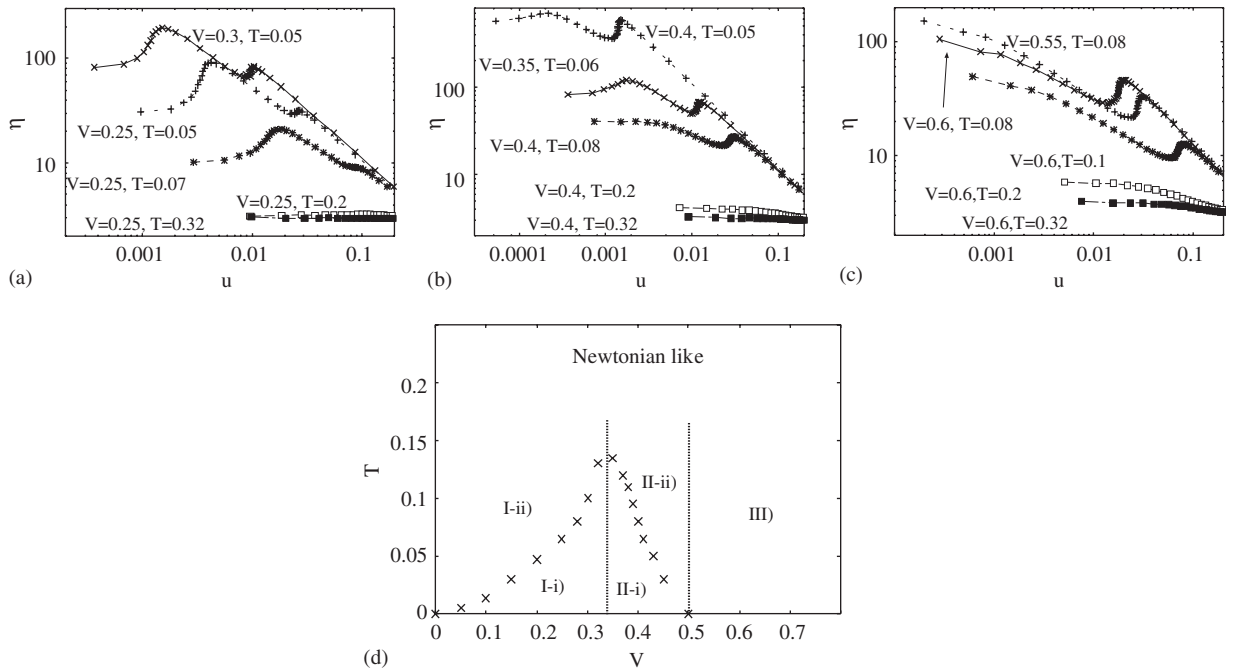 100
10
η
V=0.3, T=0.05
V=0.25, T=0.05
V=0.25, T=0.07
V=0.25, T=0.2
V=0.25, T=0.32
0.001
0.01
0.1
(a)
u
100
10
η
V=0.4, T=0.05
V=0.35, T=0.06
V=0.4, T=0.08
V=0.4, T=0.2
V=0.4, T=0.32
0.0001
0.001
0.01
0.1
(b)
u
100
10
η
V=0.55, T=0.08
V=0.6,
T=0.08
V=0.6,T=0.1
V=0.6,T=0.2
V=0.6,T=0.32
0.001
0.01
0.1
(c)
u
Newtonian like
0.2
0.15
0.1
0.05
0
T
I-ii)
I-i)
II-ii)
II-i)
III)
0
0.1
0.2
0.3
0.4
0.5
0.6
0.7
(d)
V